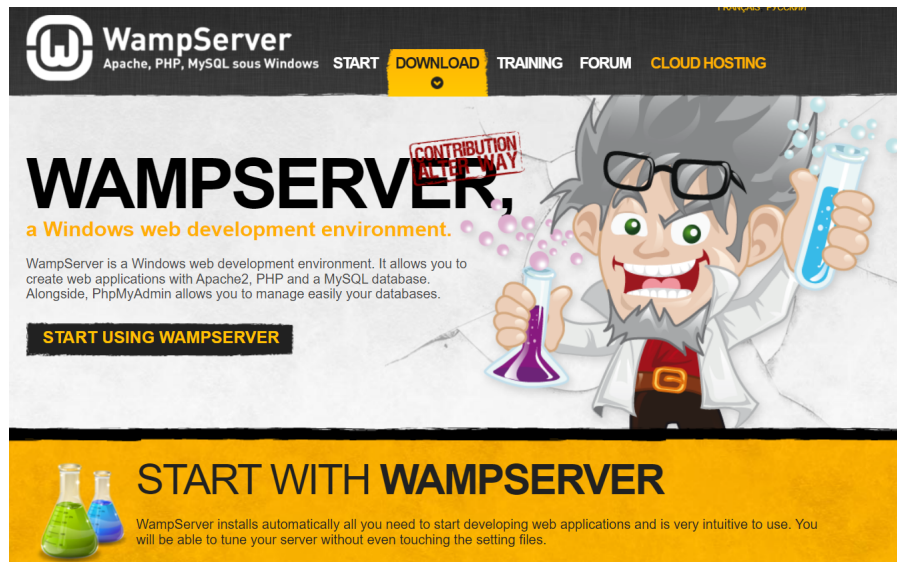 FRANÇAIS РУССКИЙ
WampServer
Apache, PHP, MySQL sous Windows
START DOWNLOAD TRAINING FORUM CLOUD HOSTING
CONTRIBUTION
ALTER WAY
WAMPSERVER,
a Windows web development environment.
WampServer is a Windows web development environment. It allows you to
create web applications with Apache2, PHP and a MySQL database.
Alongside, PhpMyAdmin allows you to manage easily your databases.
START USING WAMPSERVER
START WITH WAMPSERVER
WampServer installs automatically all you need to start developing web applications and is very intuitive to use. You
will be able to tune your server without even touching the setting files.